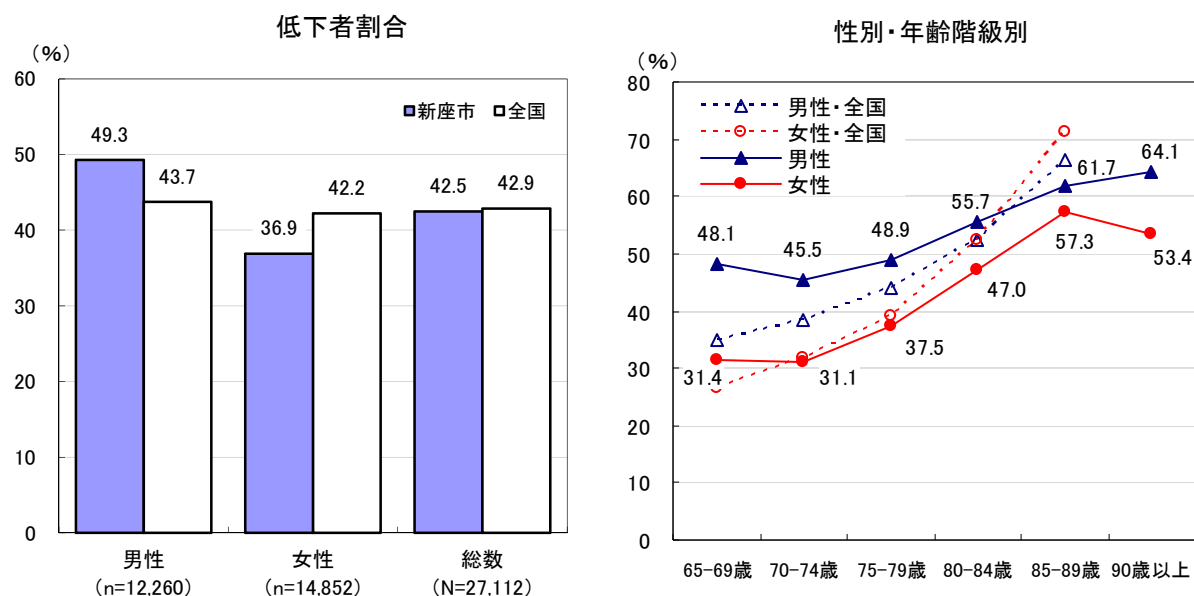 低下者割合
(%)
60
50
40
30
20
10
0
新座市 全国
49.3
43.7
36.9
42.2
42.5
42.9
男性
(n=12,260)
女性
(n=14,852)
総数
(N=27,112)
性別・年齢階級別
(%)
80
70
60
50
40
30
20
10
0
男性・全国
女性・全国
男性
女性
48.1
45.5
48.9
55.7
61.7
64.1
31.4
31.1
37.5
47.0
57.3
53.4
65-69歳 70-74歳 75-79歳 80-84歳 85-89歳 90歳以上